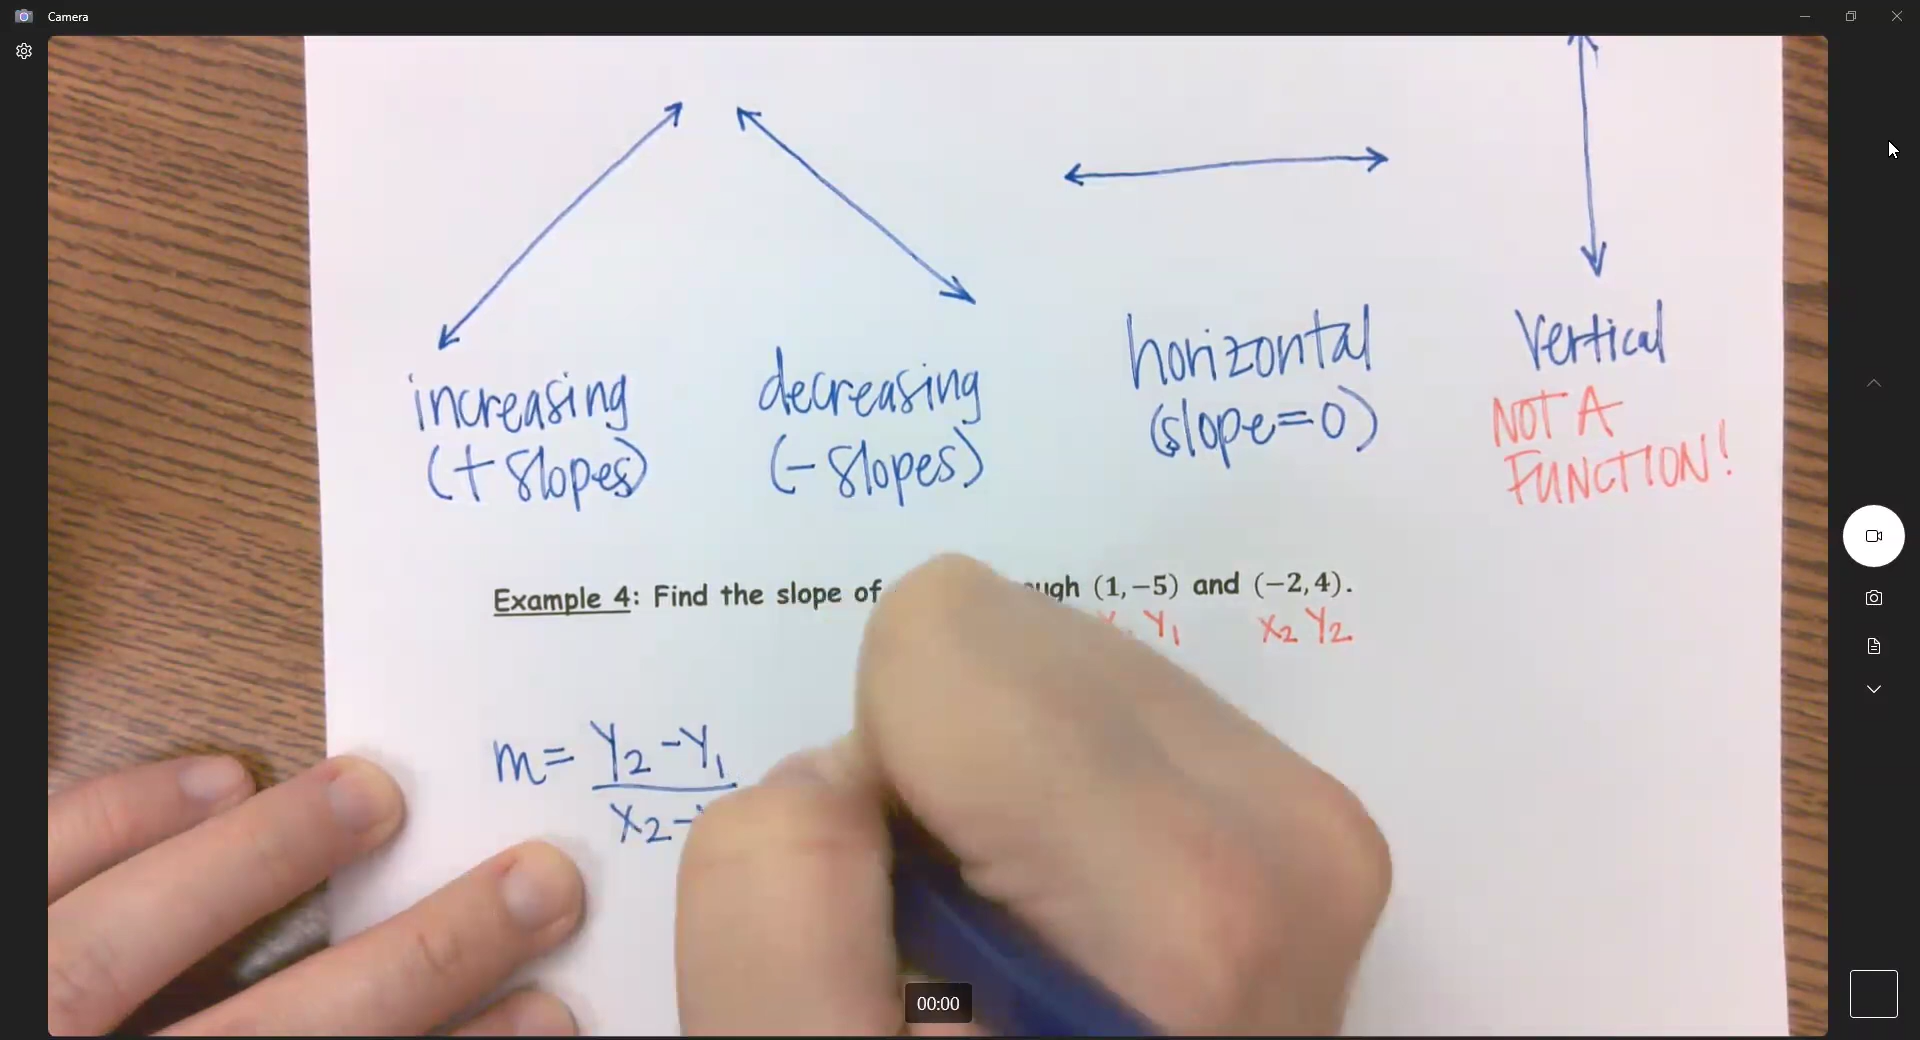 Camera
increasing
(+ slopes)
decreasing
(- slopes)
horizontal
(slope=0)
Vertical
NOT A
FUNCTION!
Example 4: Find the slope of (1,−5) and (−2,4).
Y1 X2 Y2
m= Y2 -Y1
X2-
00:00